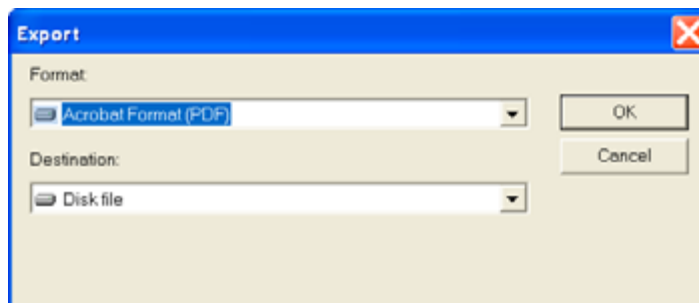 Export
Format:
Acrobat Format (PDF)
OK
Destination:
Cancel
Disk file